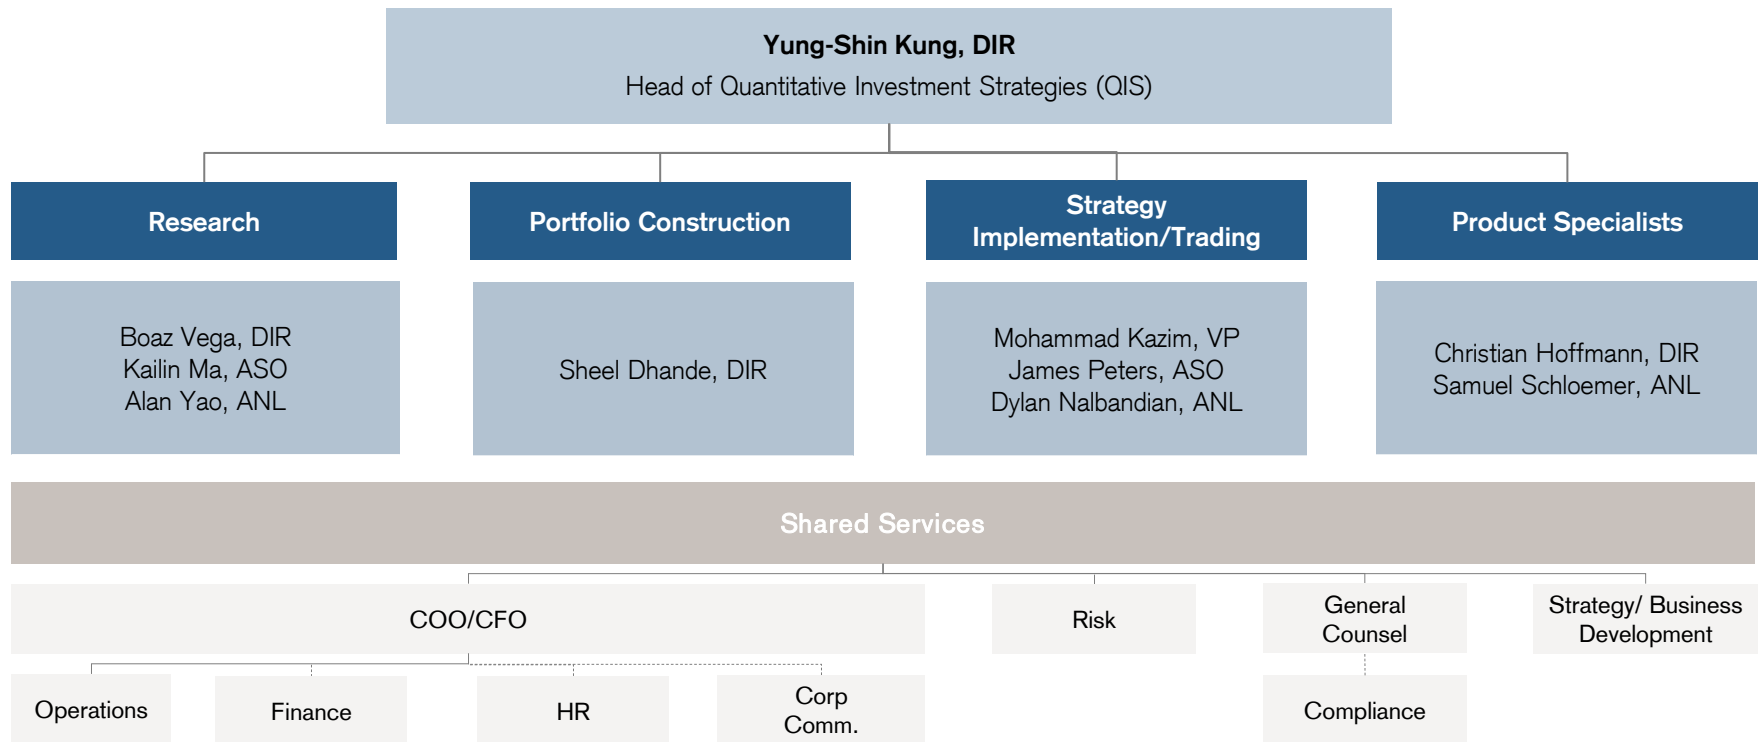 Yung-Shin Kung, DIR
Head of Quantitative Investment Strategies (QIS)
Research
Portfolio Construction
Strategy
Implementation/Trading
Product Specialists
Boaz Vega, DIR
Kailin Ma, ASO
Alan Yao, ANL
Sheel Dhande, DIR
Mohammad Kazim, VP
James Peters, ASO
Dylan Nalbandian, ANL
Christian Hoffmann, DIR
Samuel Schloemer, ANL
Shared Services
COO/CFO
Risk
General
Counsel
Strategy/ Business
Development
Operations
Finance
HR
Corp
Comm.
Compliance